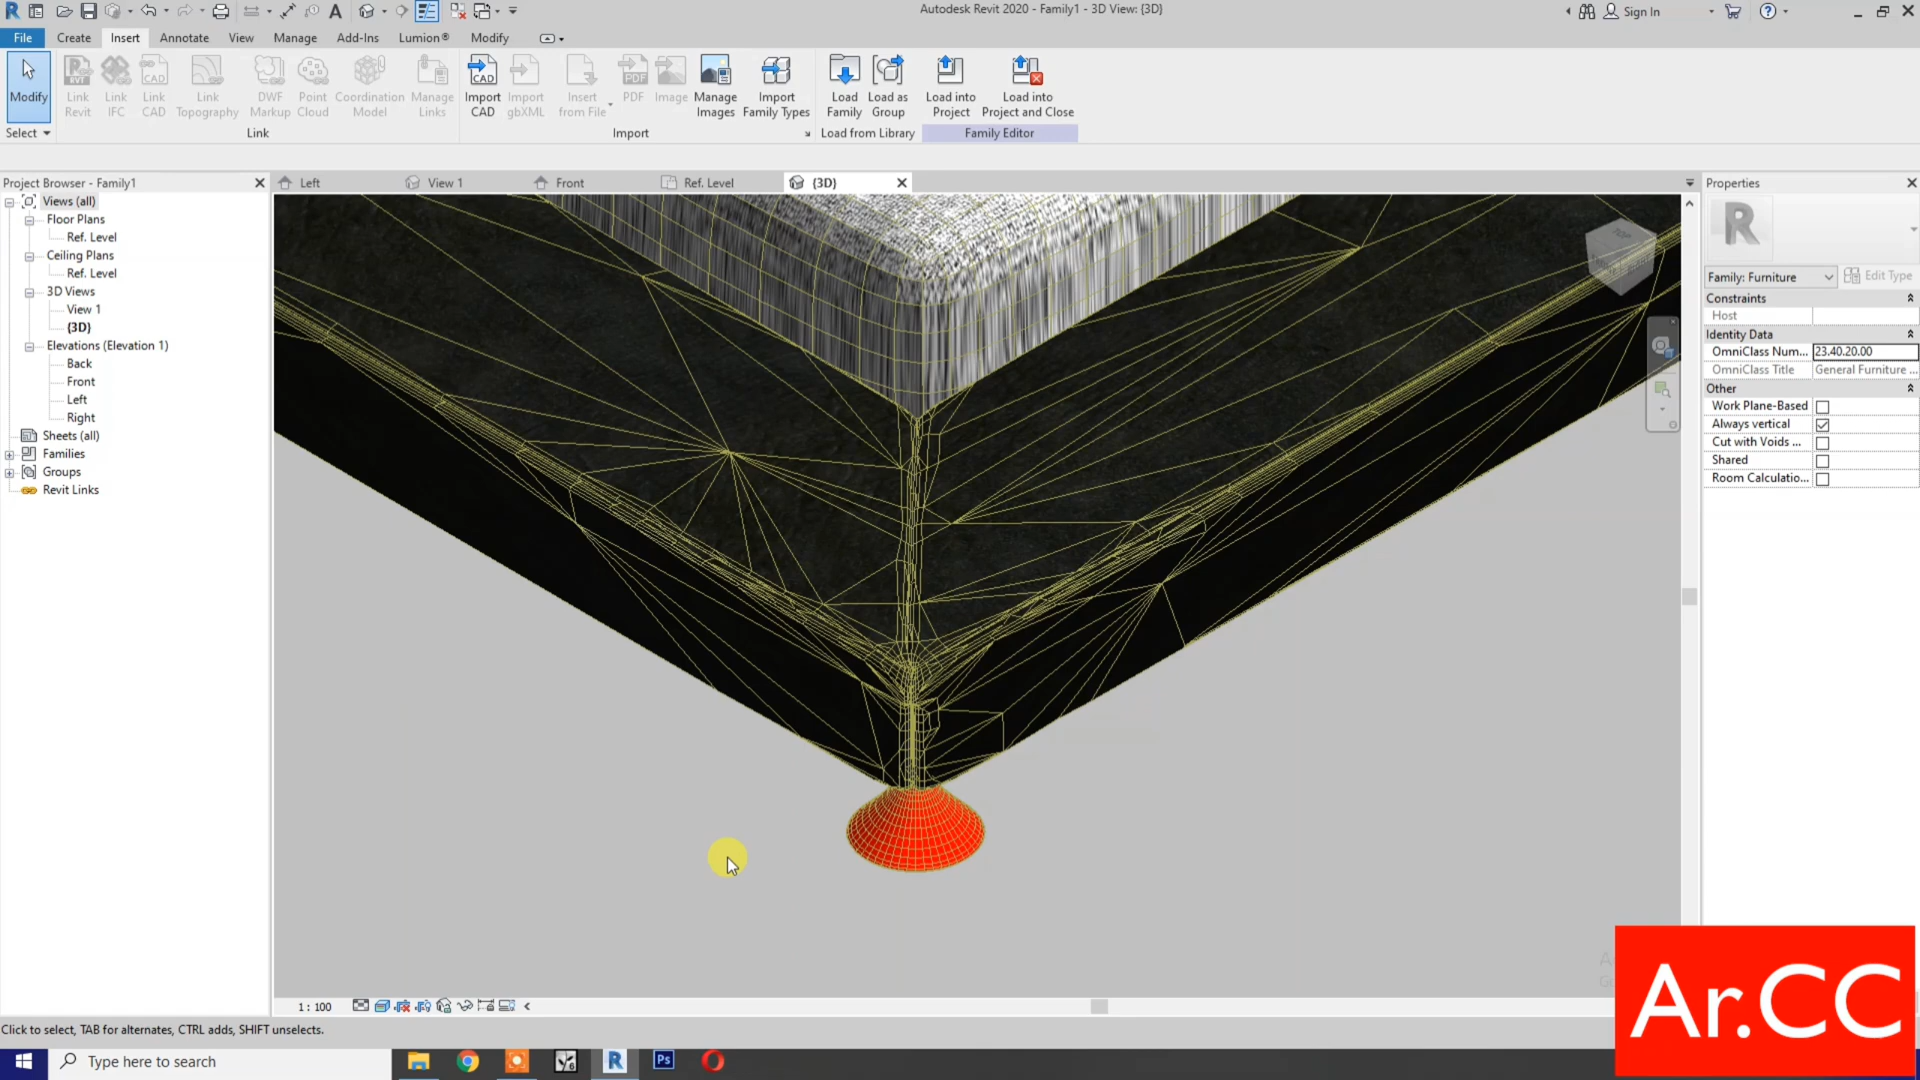 Autodesk Revit 2020 - Family1 - 3D View: {3D}
Sign In
File Create Insert Annotate View Manage Add-Ins Lumion® Modify
Modify
Link Revit
Link IFC
Link CAD
Link Topography
DWF Markup
Point Cloud
Coordination Model
Manage Links
Import CAD
Import gbXML
Insert from File
PDF
Image
Manage Images
Import Family Types
Load Family
Load as Group
Load into Project
Load into Project and Close
Select Link Import Load from Library Family Editor
Project Browser - Family1
Left View 1 Front Ref. Level {3D}
Properties
Views (all)
Floor Plans
Ref. Level
Ceiling Plans
Ref. Level
3D Views
View 1
{3D}
Elevations (Elevation 1)
Back
Front
Left
Right
Sheets (all)
Families
Groups
Revit Links
TOP
Family: Furniture Edit Type
Constraints
Host
Identity Data
OmniClass Num... 23.40.20.00
OmniClass Title General Furniture ...
Other
Work Plane-Based
Always vertical
Cut with Voids ...
Shared
Room Calculatio...
1 : 100
Ar.CC
Click to select, TAB for alternates, CTRL adds, SHIFT unselects.
Type here to search
Ps